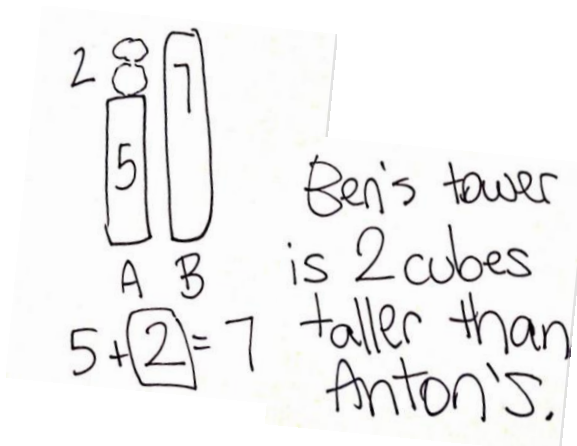 2
7
5
A B
5+2=7
Ben's tower
is 2 cubes
taller than
Anton's.